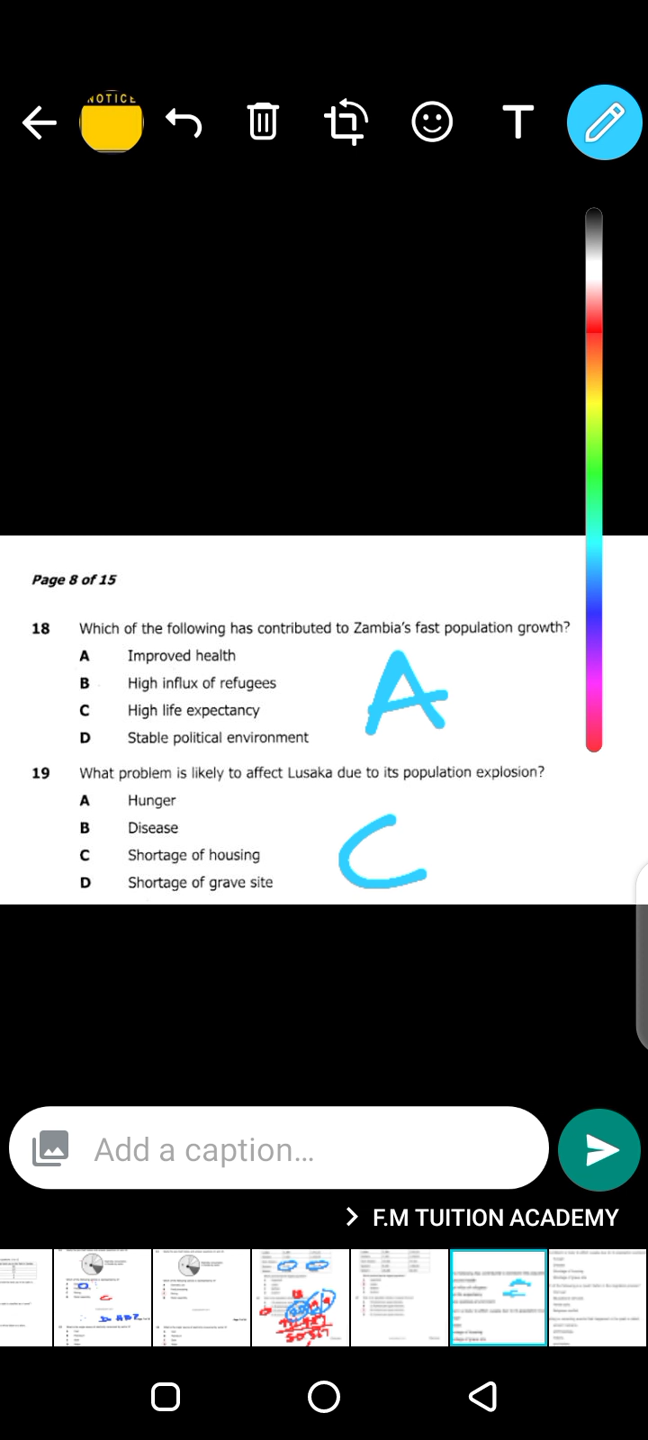 NOTICE
T
Page 8 of 15
18 Which of the following has contributed to Zambia's fast population growth?
A Improved health
B High influx of refugees
C High life expectancy
D Stable political environment
A
19 What problem is likely to affect Lusaka due to its population explosion?
A Hunger
B Disease
C Shortage of housing
D Shortage of grave site
C
Add a caption...
> F.M TUITION ACADEMY